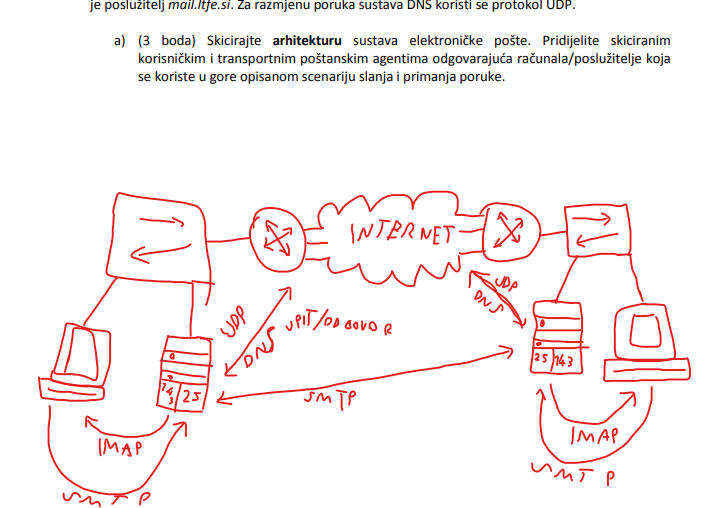 je poslužitelj mail.ltfe.si. Za razmjenu poruka sustava DNS koristi se protokol UDP.
a) (3 boda) Skicirajte arhitekturu sustava elektroničke pošte. Pridijelite skiciranim
korisničkim i transportnim poštanskim agentima odgovarajuća računala/poslužitelje koja
se koriste u gore opisanom scenariju slanja i primanja poruke.
INTERNET
UDP
DNS
UDP
DNS UPIT/ODGOVOR
25/143
143/25
SMTP
IMAP
IMAP
SMTP
SMTP